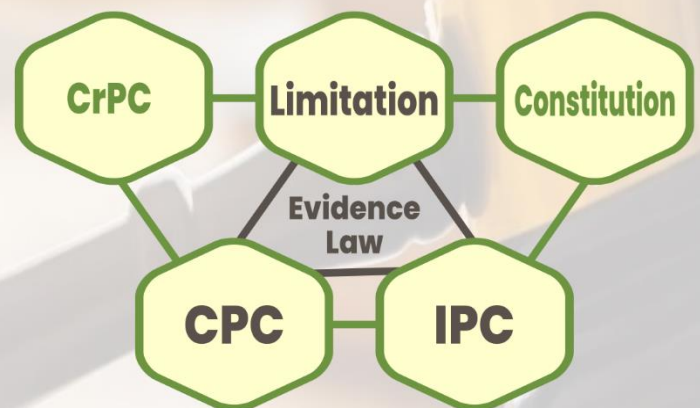 CrPC
Limitation
Constitution
Evidence
Law
CPC
IPC